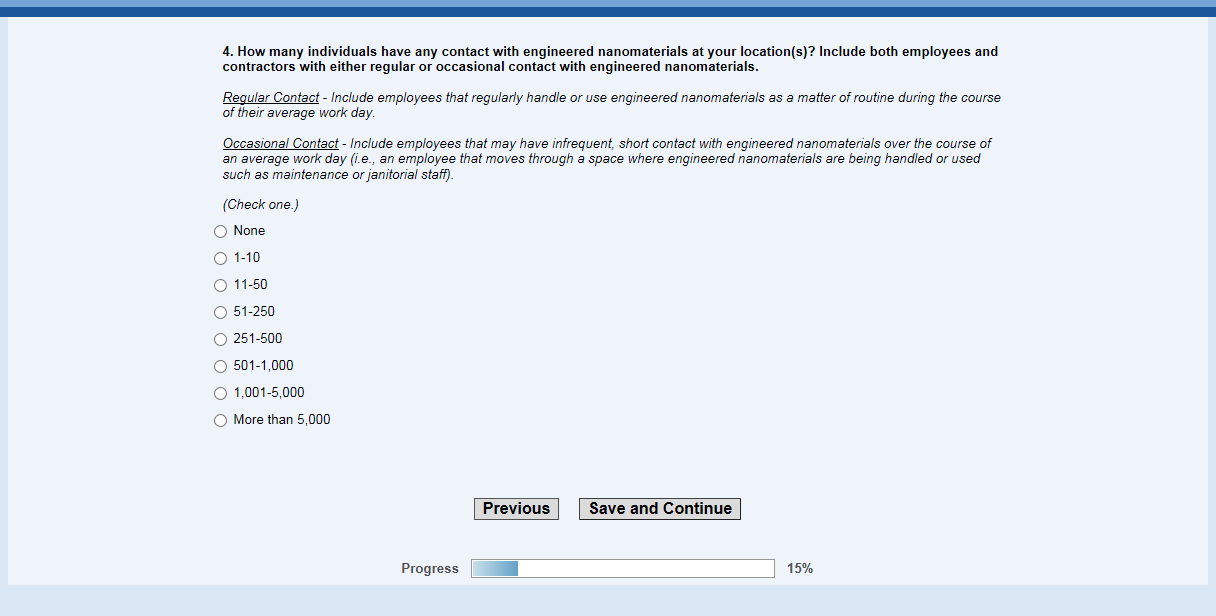 4. How many individuals have any contact with engineered nanomaterials at your location(s)? Include both employees and
contractors with either regular or occasional contact with engineered nanomaterials.
Regular Contact - Include employees that regularly handle or use engineered nanomaterials as a matter of routine during the course
of their average work day.
Occasional Contact - Include employees that may have infrequent, short contact with engineered nanomaterials over the course of
an average work day (i.e., an employee that moves through a space where engineered nanomaterials are being handled or used
such as maintenance or janitorial staff).
(Check one.)
None
1-10
11-50
51-250
251-500
501-1,000
1,001-5,000
More than 5,000
Previous Save and Continue
Progress 15%